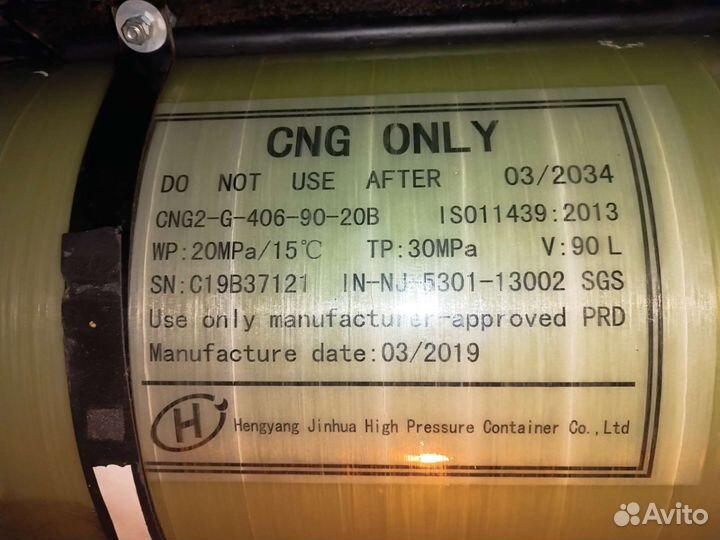 CNG ONLY
DO NOT USE AFTER 03/2034
CNG2-G-406-90-20B ISO11439:2013
WP:20MPa/15℃ TP:30MPa V:90 L
SN:C19B37121 IN-NJ-5301-13002 SGS
Use only manufacturer-approved PRD
Manufacture date:03/2019
H Hengyang Jinhua High Pressure Container Co.,Ltd
Avito